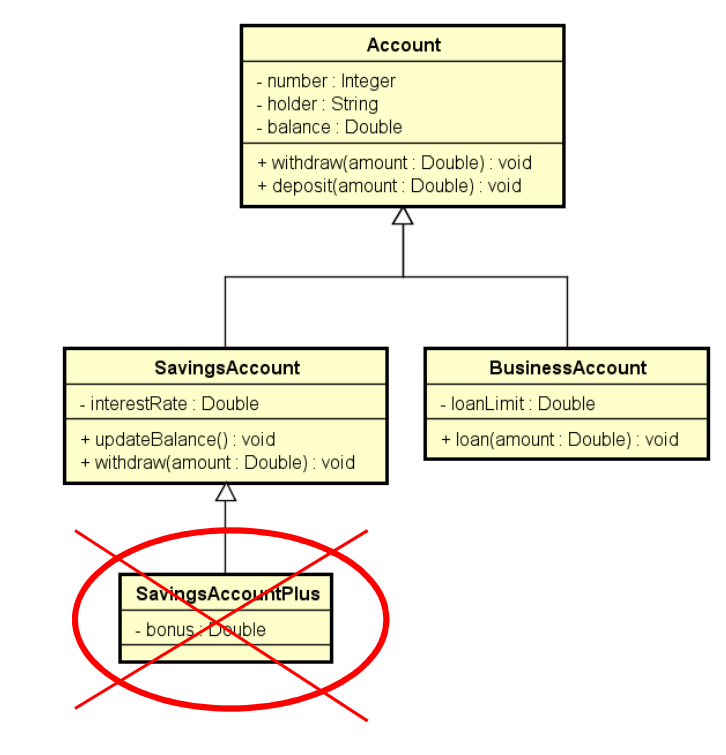 Account
- number : Integer
- holder : String
- balance : Double
+ withdraw(amount : Double) : void
+ deposit(amount : Double) : void
SavingsAccount
- interestRate : Double
+ updateBalance() : void
+ withdraw(amount : Double) : void
BusinessAccount
- loanLimit : Double
+ loan(amount : Double) : void
SavingsAccountPlus
- bonus : Double